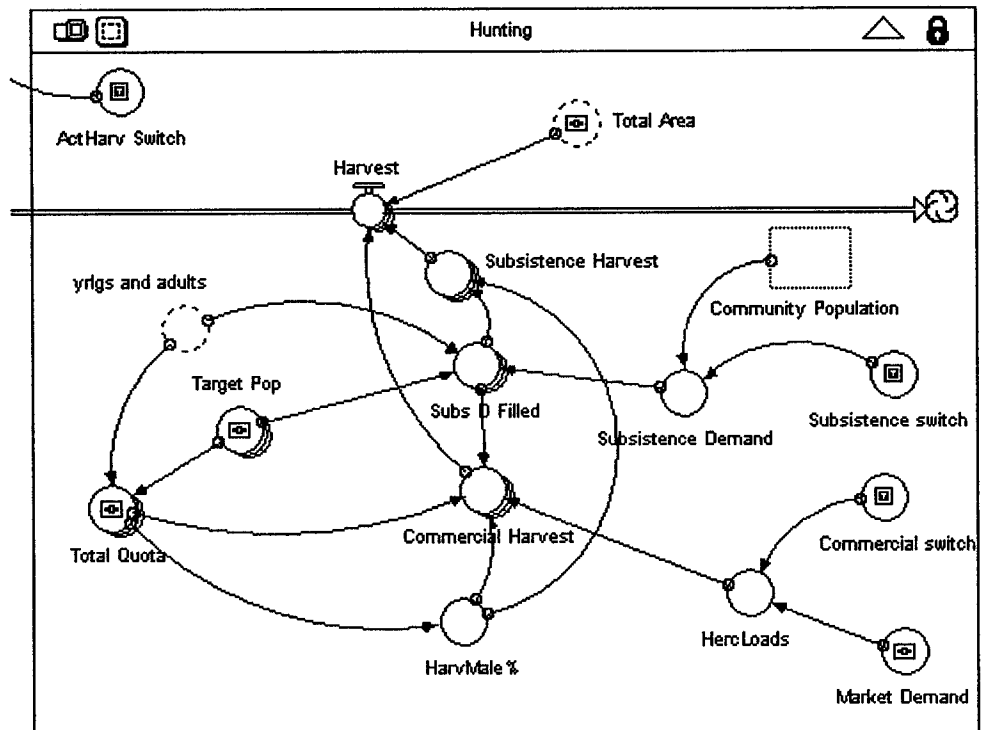 Hunting
ActHarv Switch
Total Area
Harvest
Subsistence Harvest
yrlgs and adults
Community Population
Target Pop
Subs D Filled
Subsistence switch
Subsistence Demand
Commercial Harvest
Commercial switch
Total Quota
HercLoads
HarvMale %
Market Demand